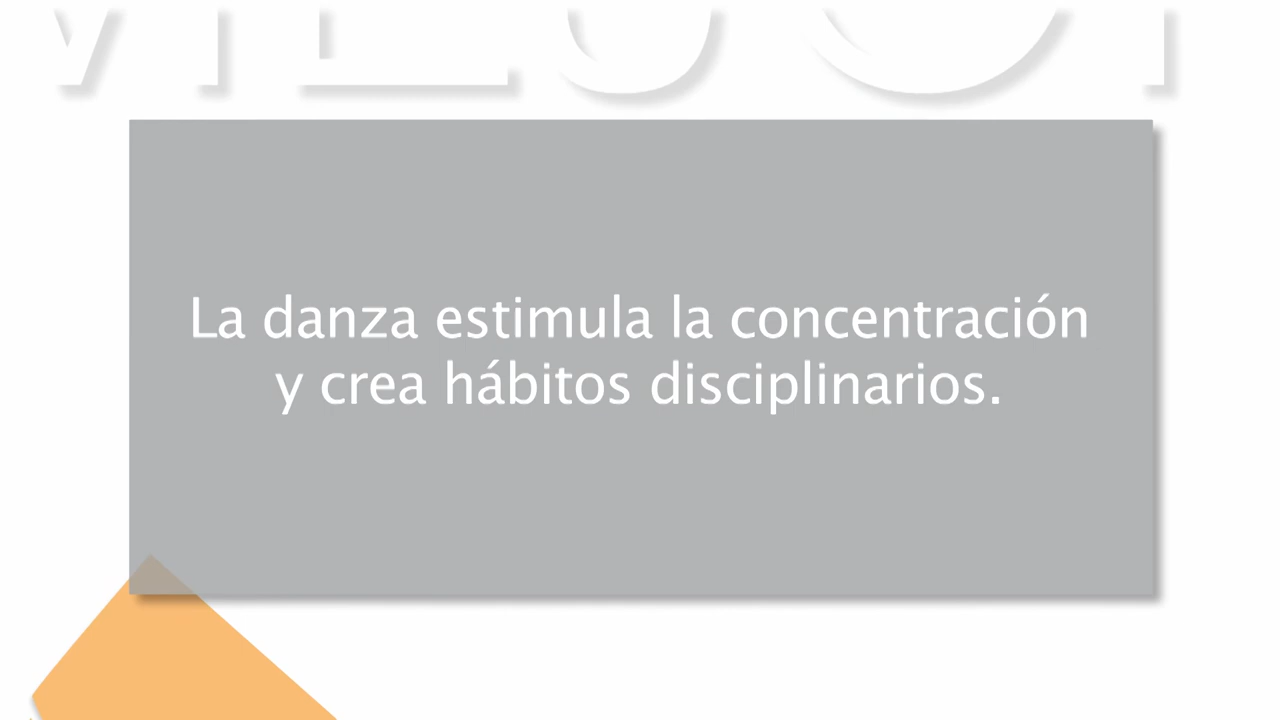 La danza estimula la concentración
y crea hábitos disciplinarios.